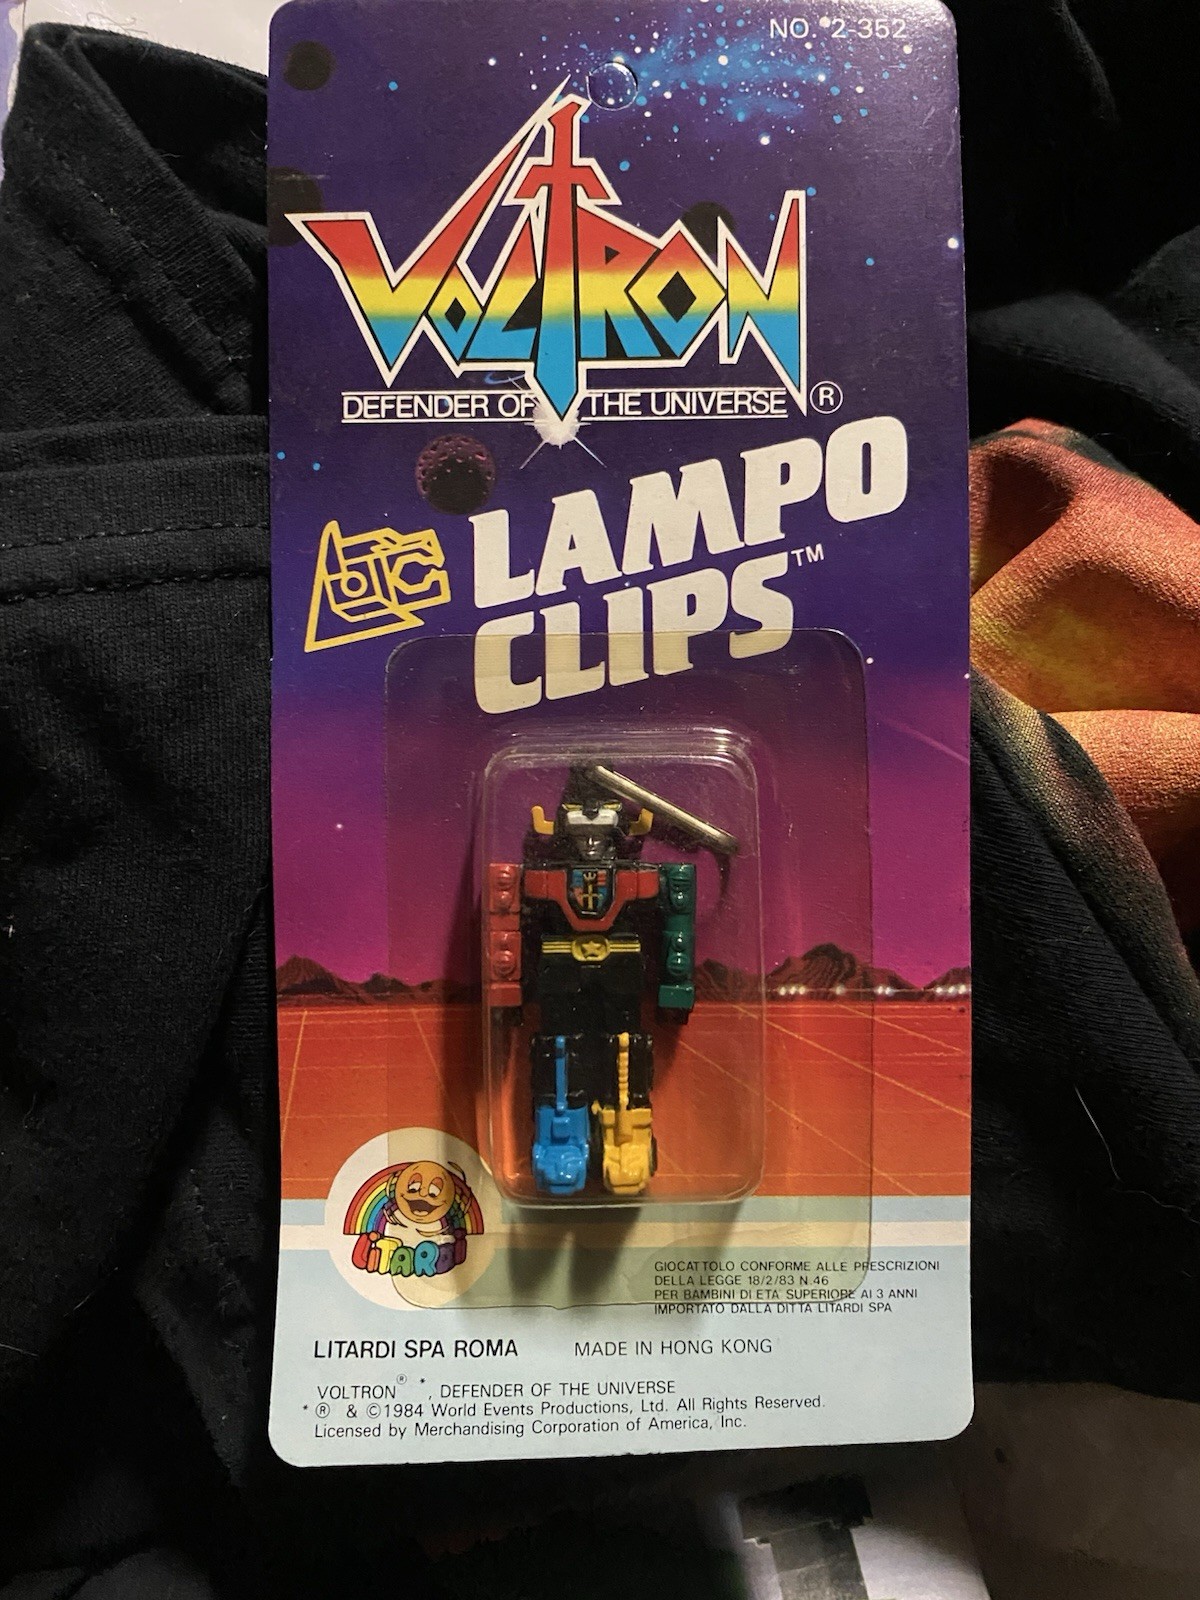 NO. 2-352
VOLTRON
DEFENDER OF THE UNIVERSE ®
LAMPO
CLIPS™
LITARDI
GIOCATTOLO CONFORME ALLE PRESCRIZIONI
DELLA LEGGE 18/2/83 N.46
PER BAMBINI DI ETA SUPERIORE AI 3 ANNI
IMPORTATO DALLA DITTA LITARDI SPA
LITARDI SPA ROMA MADE IN HONG KONG
VOLTRON® *, DEFENDER OF THE UNIVERSE
* ® & ©1984 World Events Productions, Ltd. All Rights Reserved.
Licensed by Merchandising Corporation of America, Inc.